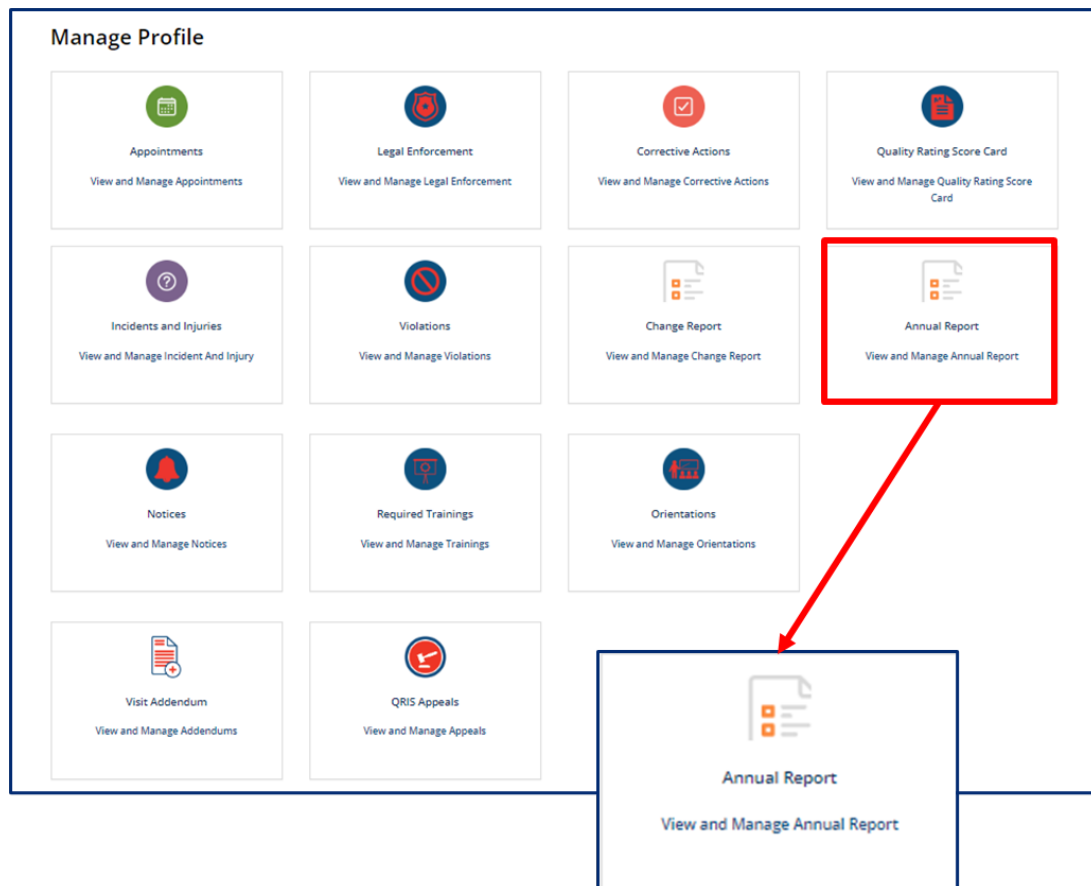 Manage Profile
Appointments
View and Manage Appointments
Legal Enforcement
View and Manage Legal Enforcement
Corrective Actions
View and Manage Corrective Actions
Quality Rating Score Card
View and Manage Quality Rating Score
Card
Incidents and Injuries
View and Manage Incident And Injury
Violations
View and Manage Violations
Change Report
View and Manage Change Report
Annual Report
View and Manage Annual Report
Notices
View and Manage Notices
Required Trainings
View and Manage Trainings
Orientations
View and Manage Orientations
Visit Addendum
View and Manage Addendums
QRIS Appeals
View and Manage Appeals
Annual Report
View and Manage Annual Report